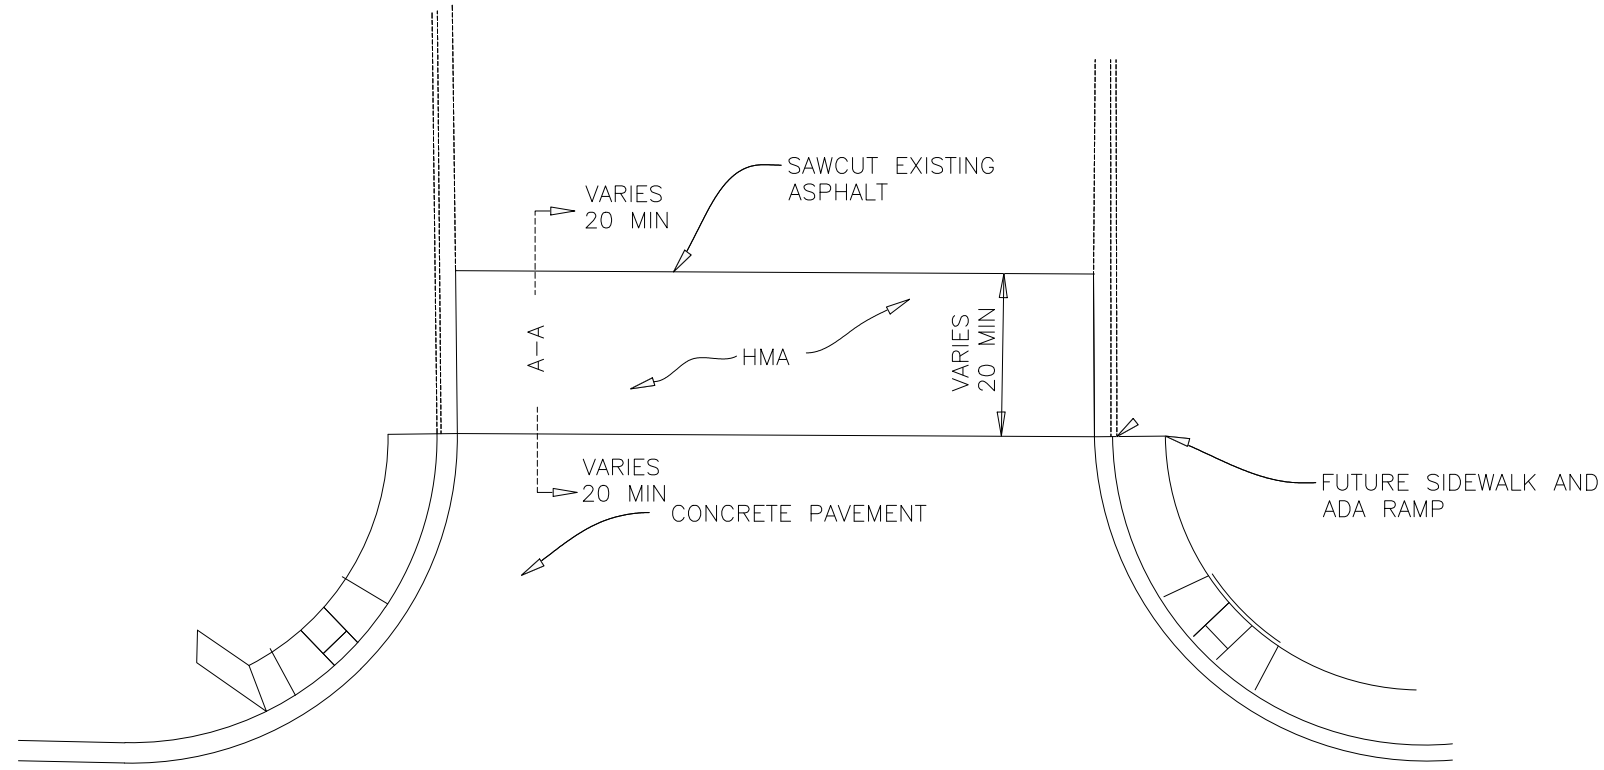 SAWCUT EXISTING
ASPHALT
VARIES
20 MIN
A-A
HMA
VARIES
20 MIN
VARIES
20 MIN
CONCRETE PAVEMENT
FUTURE SIDEWALK AND
ADA RAMP